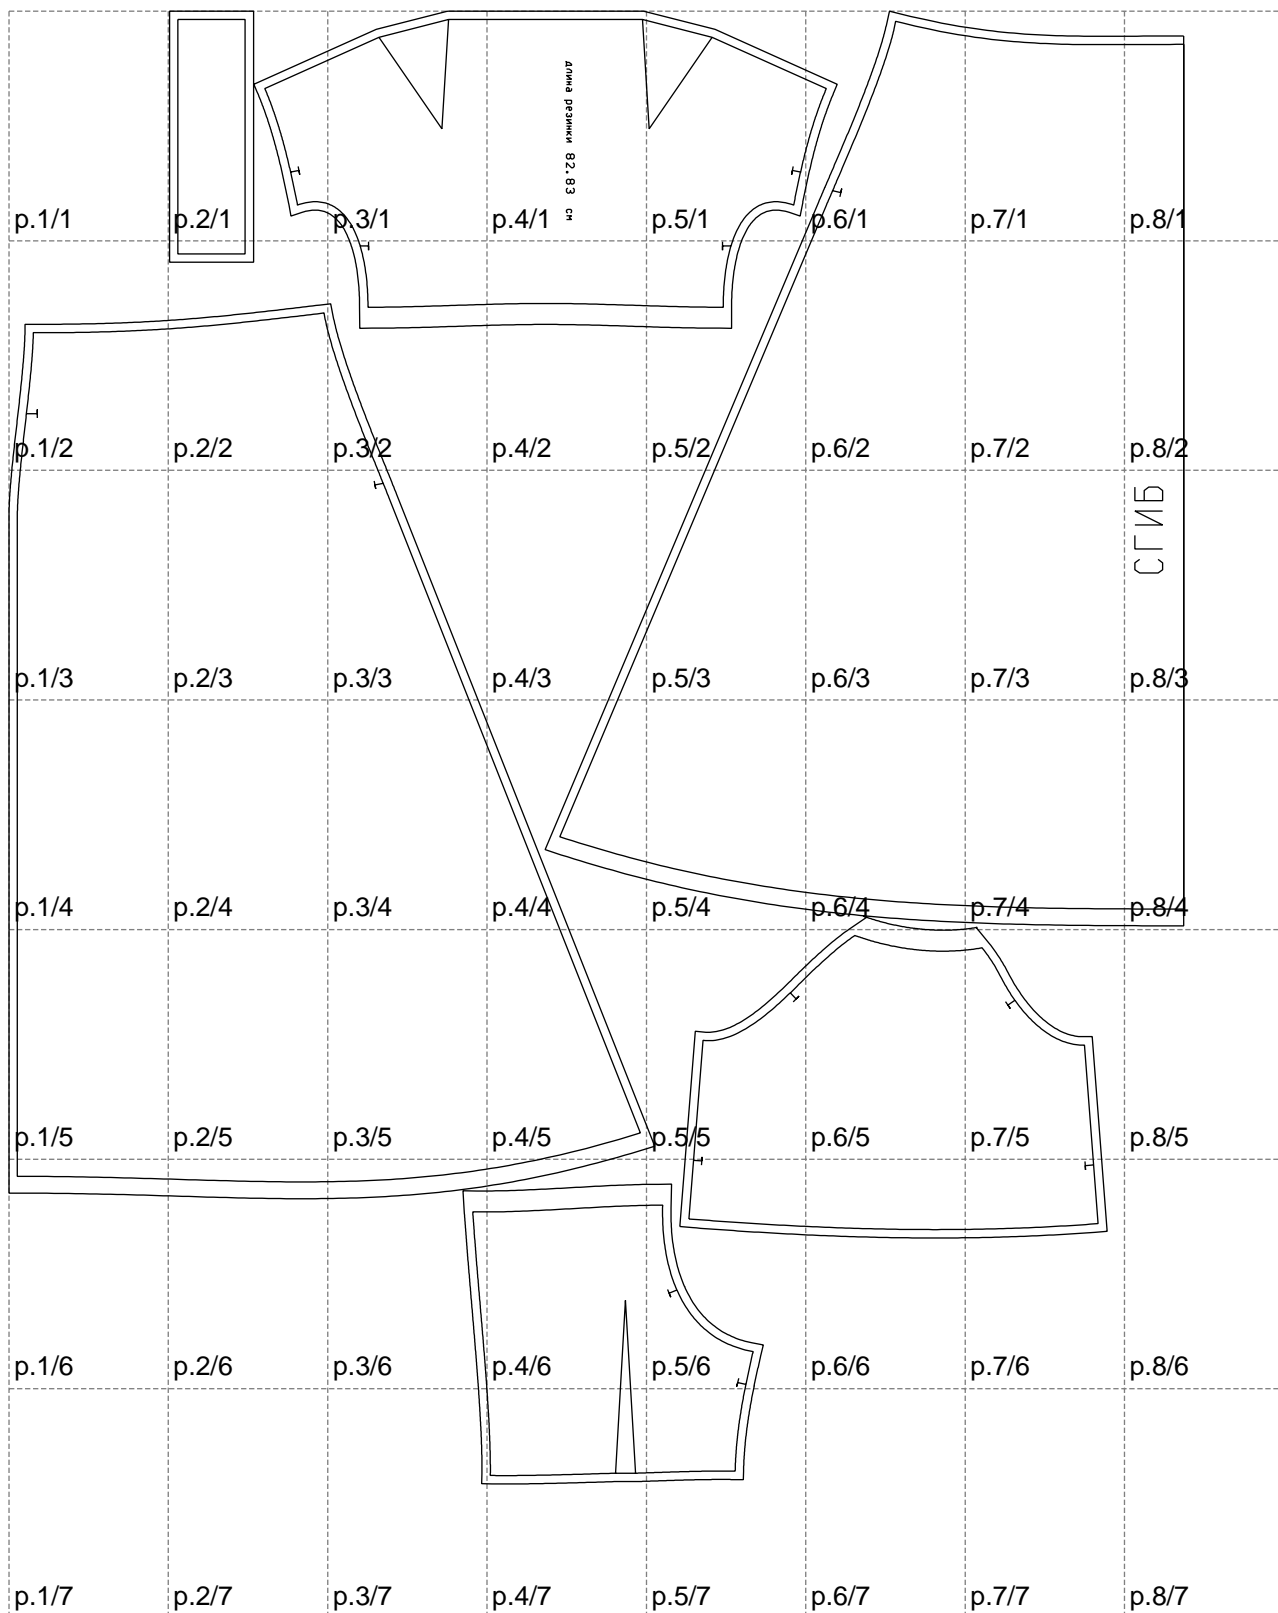 длина резинки 82.83 см
p.1/1 p.2/1 p.3/1 p.4/1 p.5/1 p.6/1 p.7/1 p.8/1
p.1/2 p.2/2 p.3/2 p.4/2 p.5/2 p.6/2 p.7/2 p.8/2
СГИБ
p.1/3 p.2/3 p.3/3 p.4/3 p.5/3 p.6/3 p.7/3 p.8/3
p.1/4 p.2/4 p.3/4 p.4/4 p.5/4 p.6/4 p.7/4 p.8/4
p.1/5 p.2/5 p.3/5 p.4/5 p.5/5 p.6/5 p.7/5 p.8/5
p.1/6 p.2/6 p.3/6 p.4/6 p.5/6 p.6/6 p.7/6 p.8/6
p.1/7 p.2/7 p.3/7 p.4/7 p.5/7 p.6/7 p.7/7 p.8/7